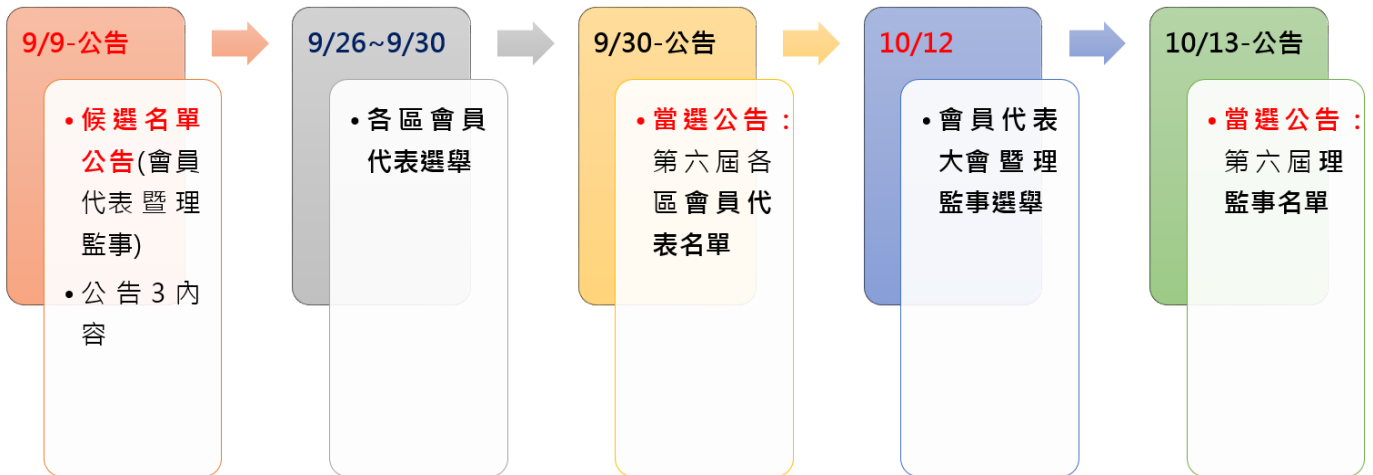 9/9-公告
• 候選名單
公告(會員
代表暨理
監事)
• 公告3內
容
9/26~9/30
• 各區會員
代表選舉
9/30-公告
• 當選公告：
第六屆各
區會員代
表名單
10/12
• 會員代表
大會暨理
監事選舉
10/13-公告
• 當選公告：
第六屆理
監事名單